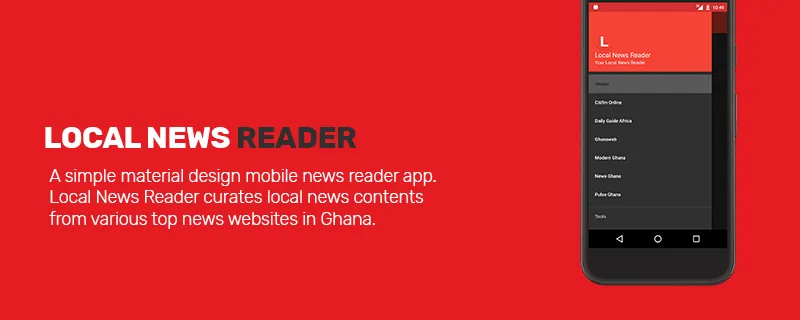 LOCAL NEWS READER
A simple material design mobile news reader app.
Local News Reader curates local news contents
from various top news websites in Ghana.
10:49
L
Local News Reader
Your Local News Reader
Citifm Online
Daily Guide Africa
Ghanaweb
Modern Ghana
News Ghana
Pulse Ghana
Tools